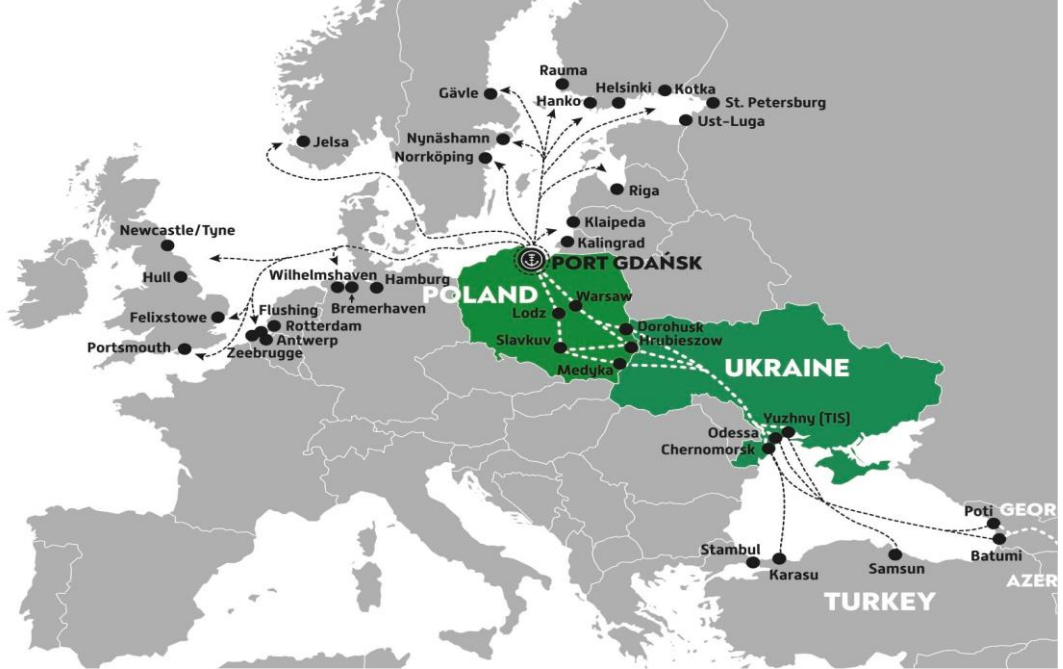 Rauma
Helsinki
Kotka
Gävle
Hanko
St. Petersburg
Ust-Luga
Jelsa
Nynäshamn
Norrköping
Riga
Klaipeda
Kalingrad
Newcastle/Tyne
Hull
Wilhelmshaven
Hamburg
Bremerhaven
PORT GDAŃSK
POLAND
Felixstowe
Flushing
Rotterdam
Antwerp
Zeebrugge
Portsmouth
Warsaw
Lodz
Dorohusk
Hrubieszow
Slavkuv
Medyka
UKRAINE
Yuzhny (TIS)
Odessa
Chernomorsk
Poti
GEOR
Batumi
Stambul
Karasu
Samsun
AZER
TURKEY